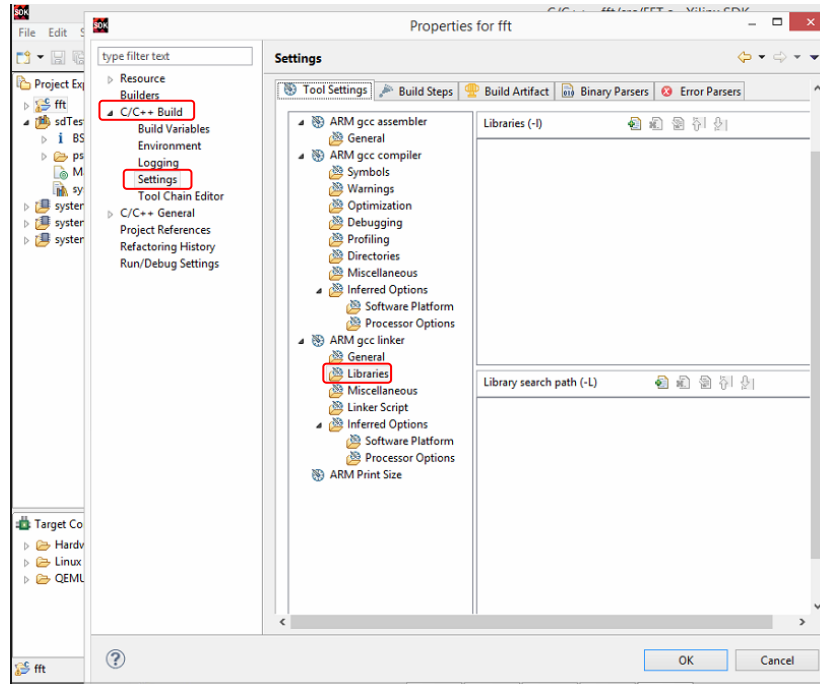 SDK
C/C++ - fft/src/FFT.c - Xilinx SDK
File Edit S
SDK
Properties for fft
type filter text
Resource
Builders
C/C++ Build
Build Variables
Environment
Logging
Settings
Tool Chain Editor
C/C++ General
Project References
Refactoring History
Run/Debug Settings
Settings
Tool Settings
Build Steps
Build Artifact
Binary Parsers
Error Parsers
ARM gcc assembler
General
ARM gcc compiler
Symbols
Warnings
Optimization
Debugging
Profiling
Directories
Miscellaneous
Inferred Options
Software Platform
Processor Options
ARM gcc linker
General
Libraries
Miscellaneous
Linker Script
Inferred Options
Software Platform
Processor Options
ARM Print Size
Libraries (-l)
Library search path (-L)
Project Exp
fft
sdTes
BS
ps
M
sy
system
system
system
Target Co
Hardw
Linux
QEMU
fft
OK
Cancel